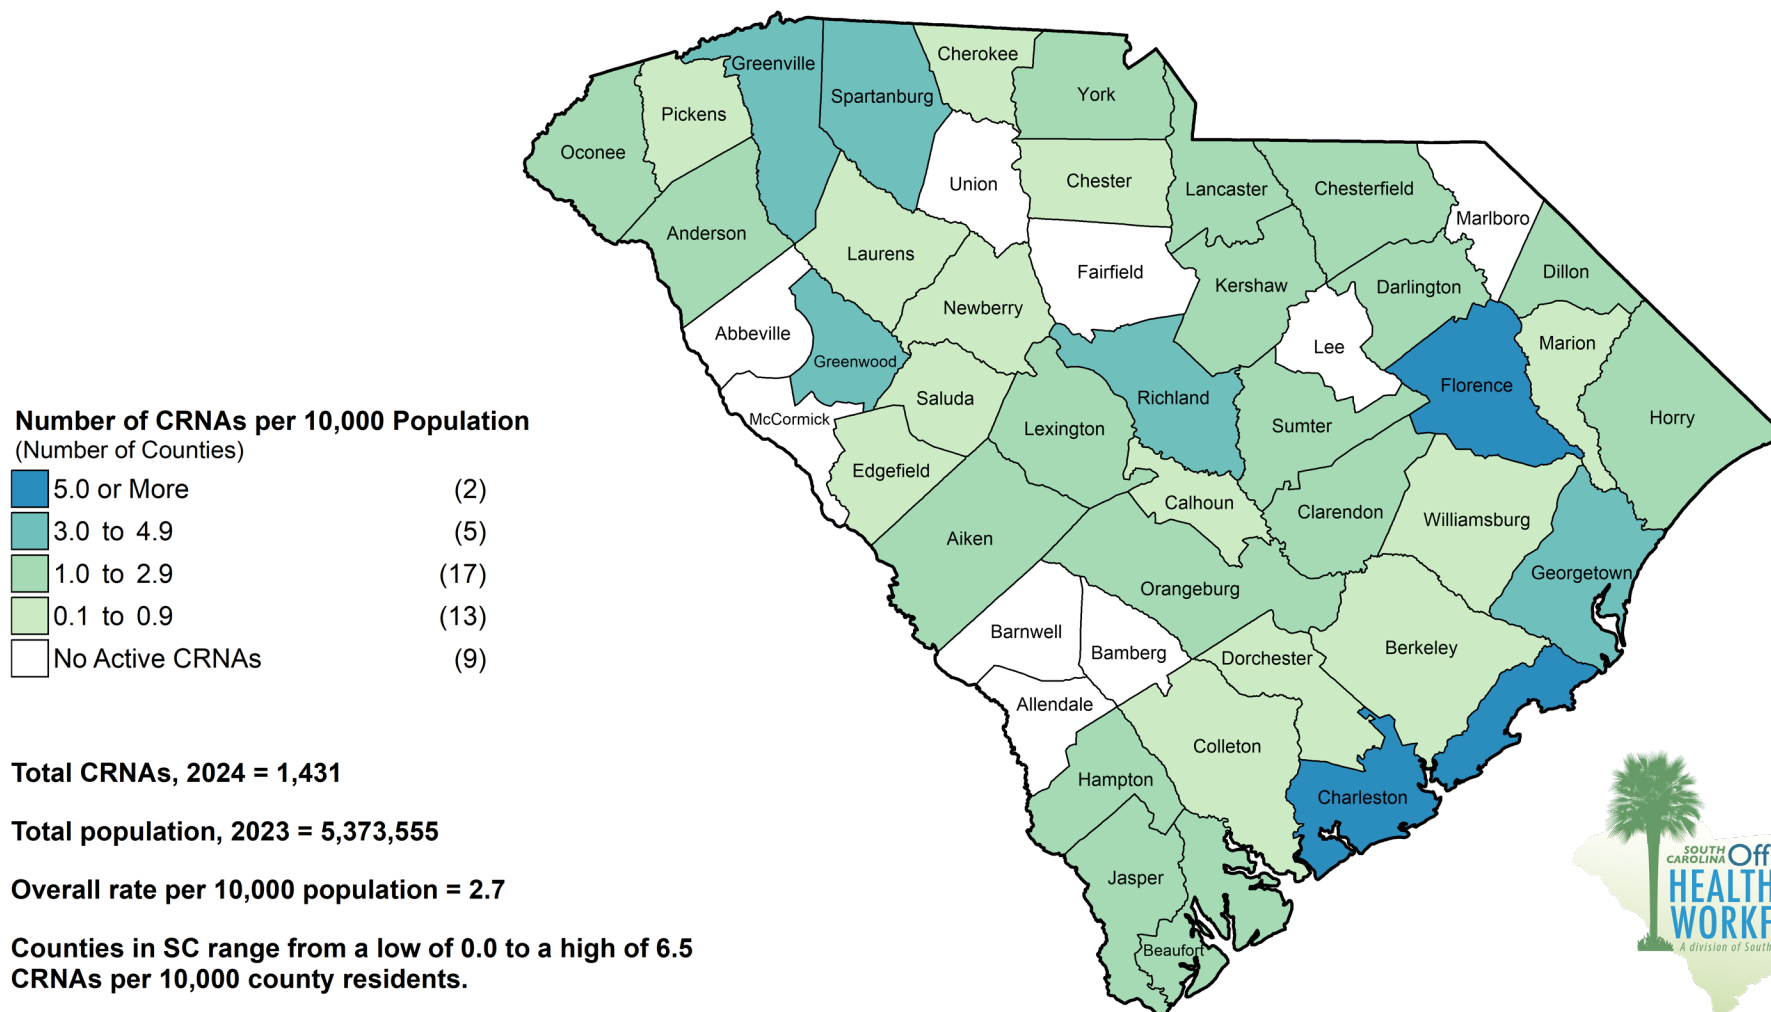 Number of CRNAs per 10,000 Population
(Number of Counties)
5.0 or More (2)
3.0 to 4.9 (5)
1.0 to 2.9 (17)
0.1 to 0.9 (13)
No Active CRNAs (9)
Total CRNAs, 2024 = 1,431
Total population, 2023 = 5,373,555
Overall rate per 10,000 population = 2.7
Counties in SC range from a low of 0.0 to a high of 6.5
CRNAs per 10,000 county residents.
Cherokee
Greenville
York
Spartanburg
Pickens
Oconee
Union
Chester
Lancaster
Chesterfield
Marlboro
Anderson
Laurens
Fairfield
Dillon
Kershaw
Darlington
Newberry
Abbeville
Greenwood
Lee
Marion
Florence
Saluda
Richland
McCormick
Lexington
Sumter
Horry
Edgefield
Calhoun
Clarendon
Williamsburg
Aiken
Georgetown
Orangeburg
Barnwell
Bamberg
Dorchester
Berkeley
Allendale
Colleton
Hampton
Charleston
Jasper
Beaufort
SOUTH
CAROLINA Off
HEALTH
WORKF
A division of South